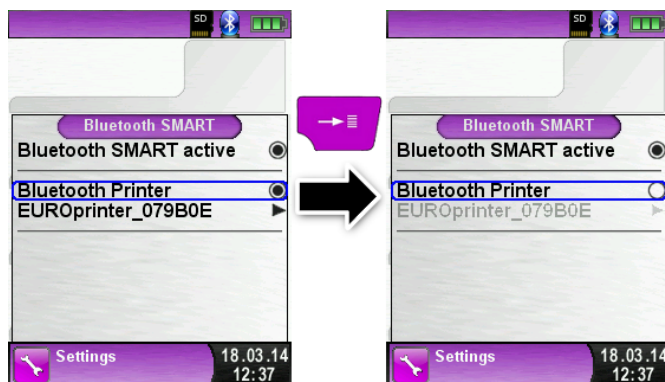 SD
Bluetooth SMART
Bluetooth SMART active
Bluetooth Printer
EUROprinter_079B0E
Settings
18.03.14
12:37
SD
Bluetooth SMART
Bluetooth SMART active
Bluetooth Printer
EUROprinter_079B0E
Settings
18.03.14
12:37